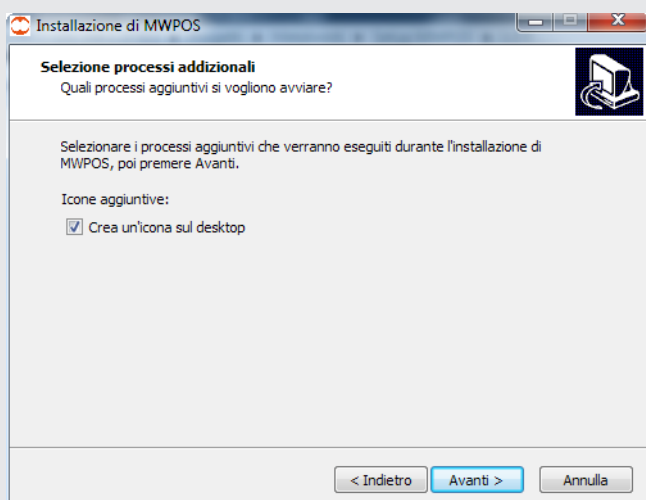 Installazione di MWPOS
Selezione processi addizionali
Quali processi aggiuntivi si vogliono avviare?
Selezionare i processi aggiuntivi che verranno eseguiti durante l'installazione di
MWPOS, poi premere Avanti.
Icone aggiuntive:
Crea un'icona sul desktop
< Indietro Avanti > Annulla